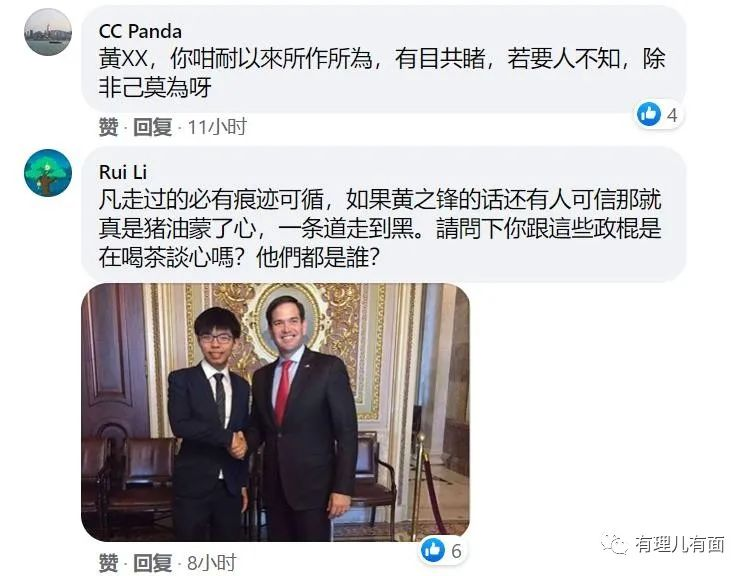 CC Panda
黃XX，你咁耐以來所作所為，有目共睹，若要人不知，除
非己莫為呀
4
赞 · 回复 · 11小时
Rui Li
凡走过的必有痕迹可循，如果黄之锋的话还有人可信那就
真是猪油蒙了心，一条道走到黑。請問下你跟這些政棍是
在喝茶談心嗎？他們都是誰？
有理儿有面
6
赞 · 回复 · 8小时